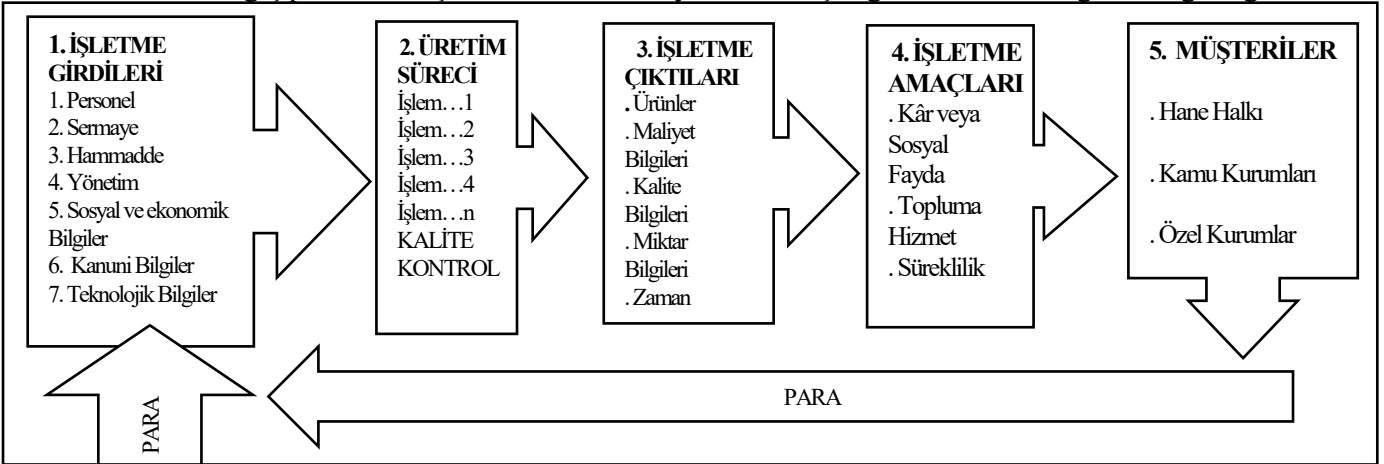 1. İŞLETME
GİRDİLERİ
1. Personel
2. Sermaye
3. Hammadde
4. Yönetim
5. Sosyal ve ekonomik
Bilgiler
6. Kanuni Bilgiler
7. Teknolojik Bilgiler
2. ÜRETİM
SÜRECİ
İşlem…1
İşlem…2
İşlem…3
İşlem…4
İşlem…n
KALİTE
KONTROL
3. İŞLETME
ÇIKTILARI
. Ürünler
. Maliyet
Bilgileri
. Kalite
Bilgileri
. Miktar
Bilgileri
. Zaman
4. İŞLETME
AMAÇLARI
. Kâr veya
Sosyal
Fayda
. Topluma
Hizmet
. Süreklilik
5. MÜŞTERİLER
. Hane Halkı
. Kamu Kurumları
. Özel Kurumlar
PARA
PARA